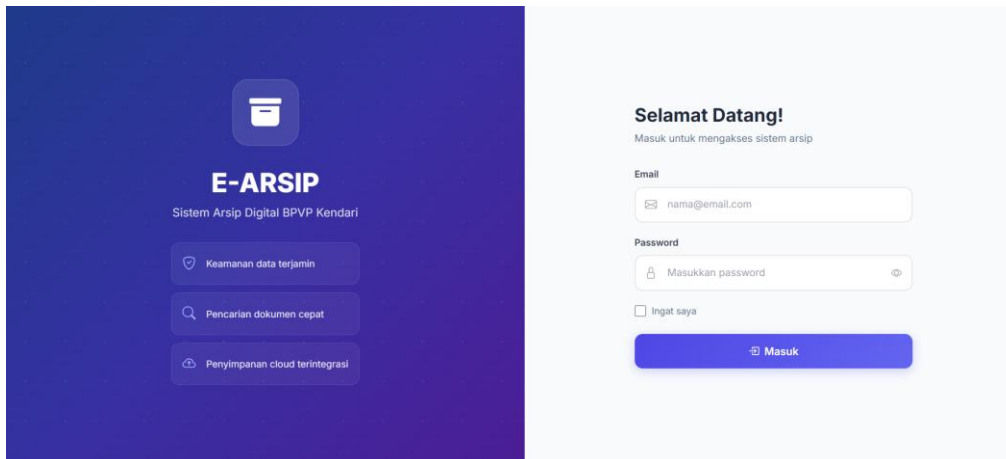 E-ARSIP
Sistem Arsip Digital BPVP Kendari
Keamanan data terjamin
Pencarian dokumen cepat
Penyimpanan cloud terintegrasi
Selamat Datang!
Masuk untuk mengakses sistem arsip
Email
nama@email.com
Password
Masukkan password
Ingat saya
Masuk